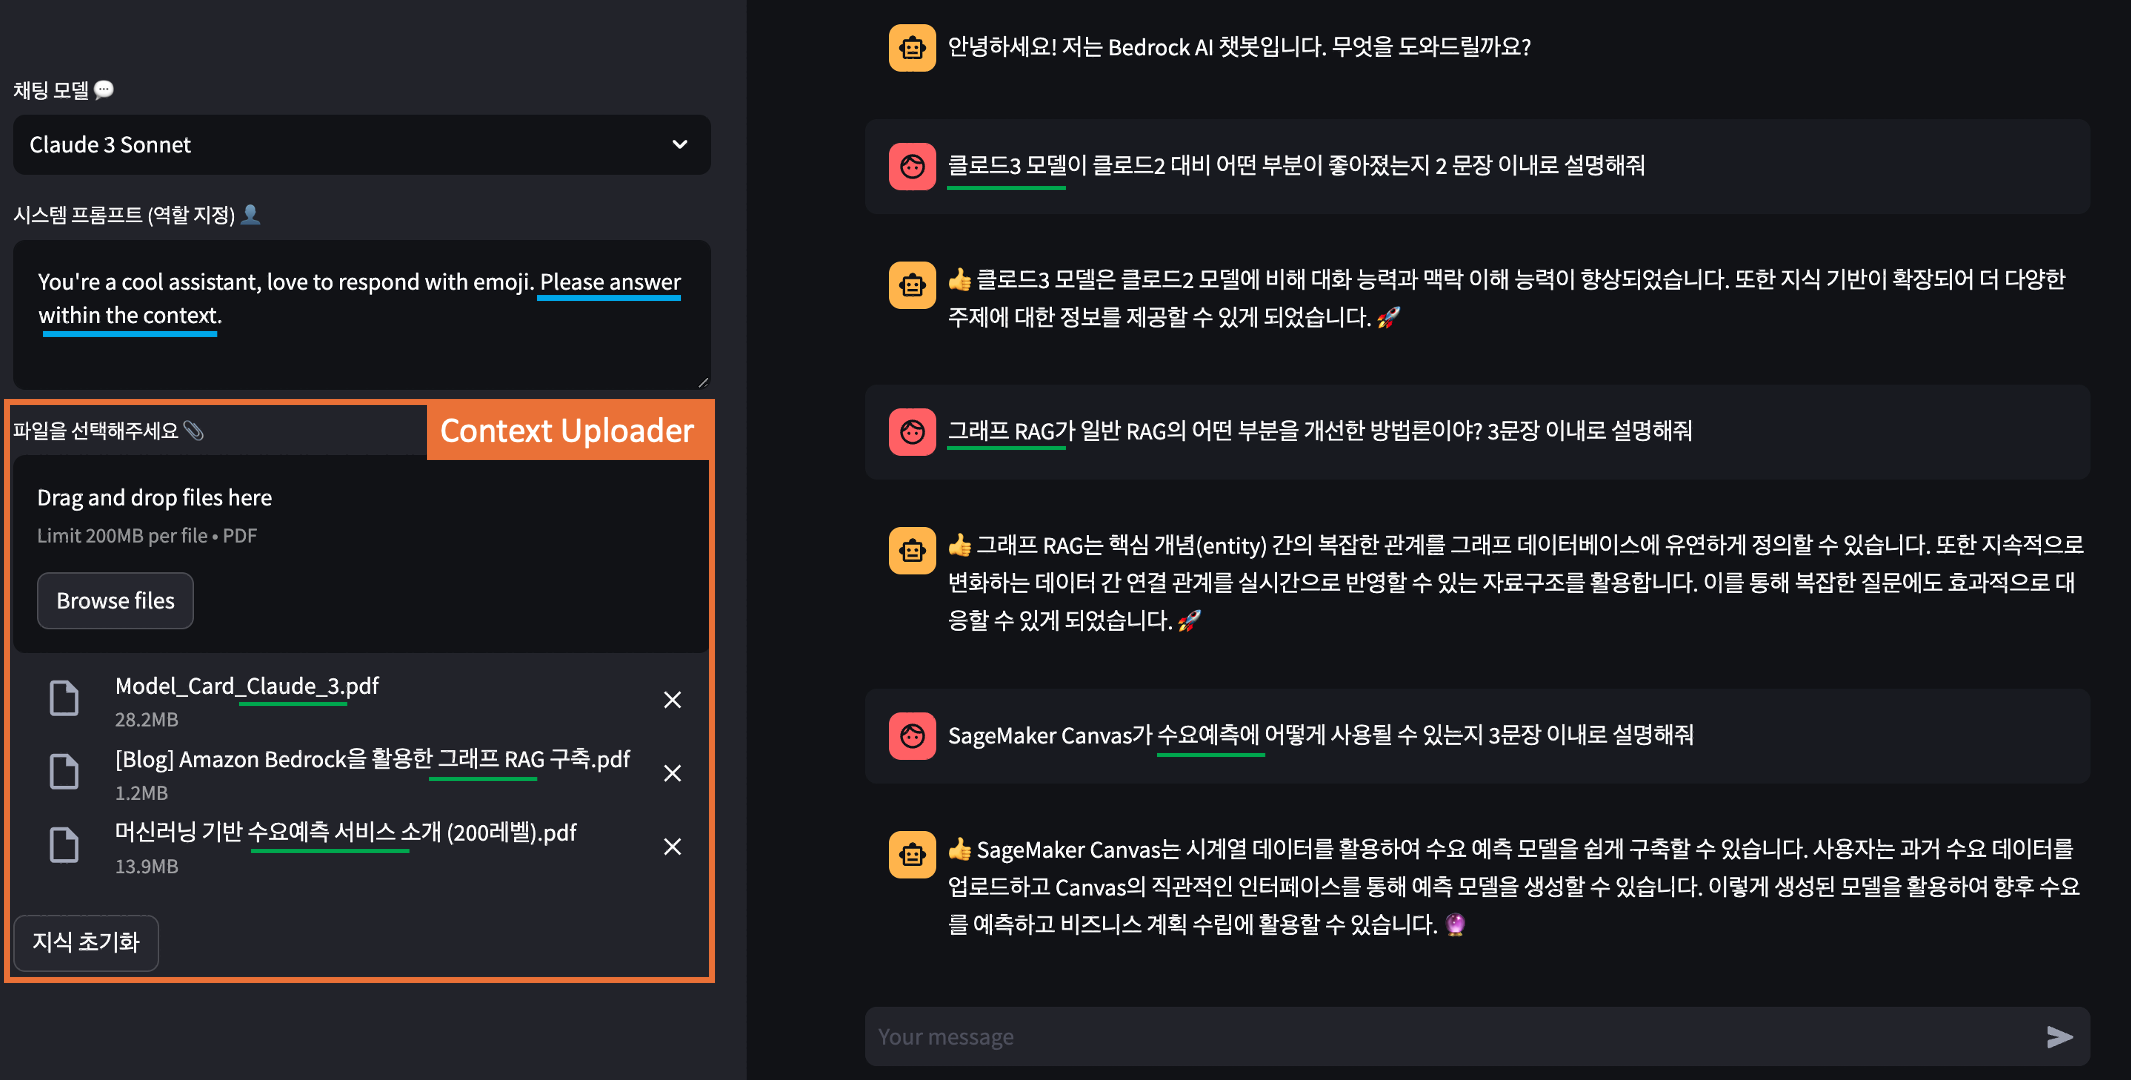 채팅 모델 💬
Claude 3 Sonnet
시스템 프롬프트 (역할 지정) 👤
You're a cool assistant, love to respond with emoji. Please answer
within the context.
파일을 선택해주세요 📎
Context Uploader
Drag and drop files here
Limit 200MB per file • PDF
Browse files
Model_Card_Claude_3.pdf
28.2MB
[Blog] Amazon Bedrock을 활용한 그래프 RAG 구축.pdf
1.2MB
머신러닝 기반 수요예측 서비스 소개 (200레벨).pdf
13.9MB
지식 초기화
안녕하세요! 저는 Bedrock AI 챗봇입니다. 무엇을 도와드릴까요?
클로드3 모델이 클로드2 대비 어떤 부분이 좋아졌는지 2 문장 이내로 설명해줘
👍 클로드3 모델은 클로드2 모델에 비해 대화 능력과 맥락 이해 능력이 향상되었습니다. 또한 지식 기반이 확장되어 더 다양한
주제에 대한 정보를 제공할 수 있게 되었습니다. 🚀
그래프 RAG가 일반 RAG의 어떤 부분을 개선한 방법론이야? 3문장 이내로 설명해줘
👍 그래프 RAG는 핵심 개념(entity) 간의 복잡한 관계를 그래프 데이터베이스에 유연하게 정의할 수 있습니다. 또한 지속적으로
변화하는 데이터 간 연결 관계를 실시간으로 반영할 수 있는 자료구조를 활용합니다. 이를 통해 복잡한 질문에도 효과적으로 대
응할 수 있게 되었습니다. 🚀
SageMaker Canvas가 수요예측에 어떻게 사용될 수 있는지 3문장 이내로 설명해줘
👍 SageMaker Canvas는 시계열 데이터를 활용하여 수요 예측 모델을 쉽게 구축할 수 있습니다. 사용자는 과거 수요 데이터를
업로드하고 Canvas의 직관적인 인터페이스를 통해 예측 모델을 생성할 수 있습니다. 이렇게 생성된 모델을 활용하여 향후 수요
를 예측하고 비즈니스 계획 수립에 활용할 수 있습니다. 🔮
Your message